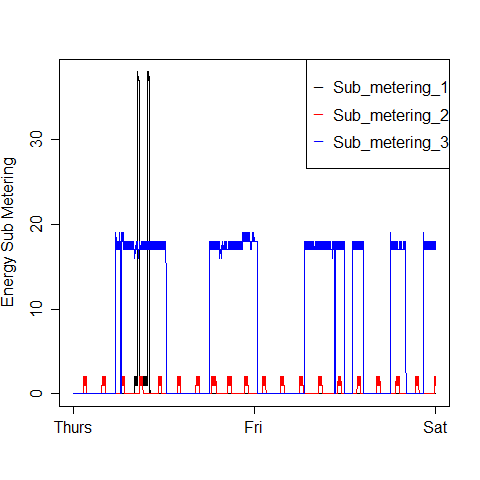 Sub_metering_1
Sub_metering_2
Sub_metering_3
Energy Sub Metering
30
20
10
0
Thurs Fri Sat